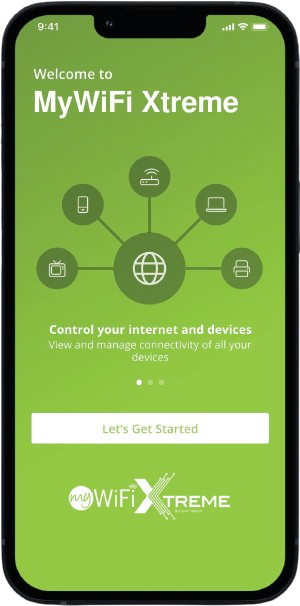 9:41
Welcome to
MyWiFi Xtreme
Control your internet and devices
View and manage connectivity of all your
devices
Let's Get Started
myWiFi XTREME